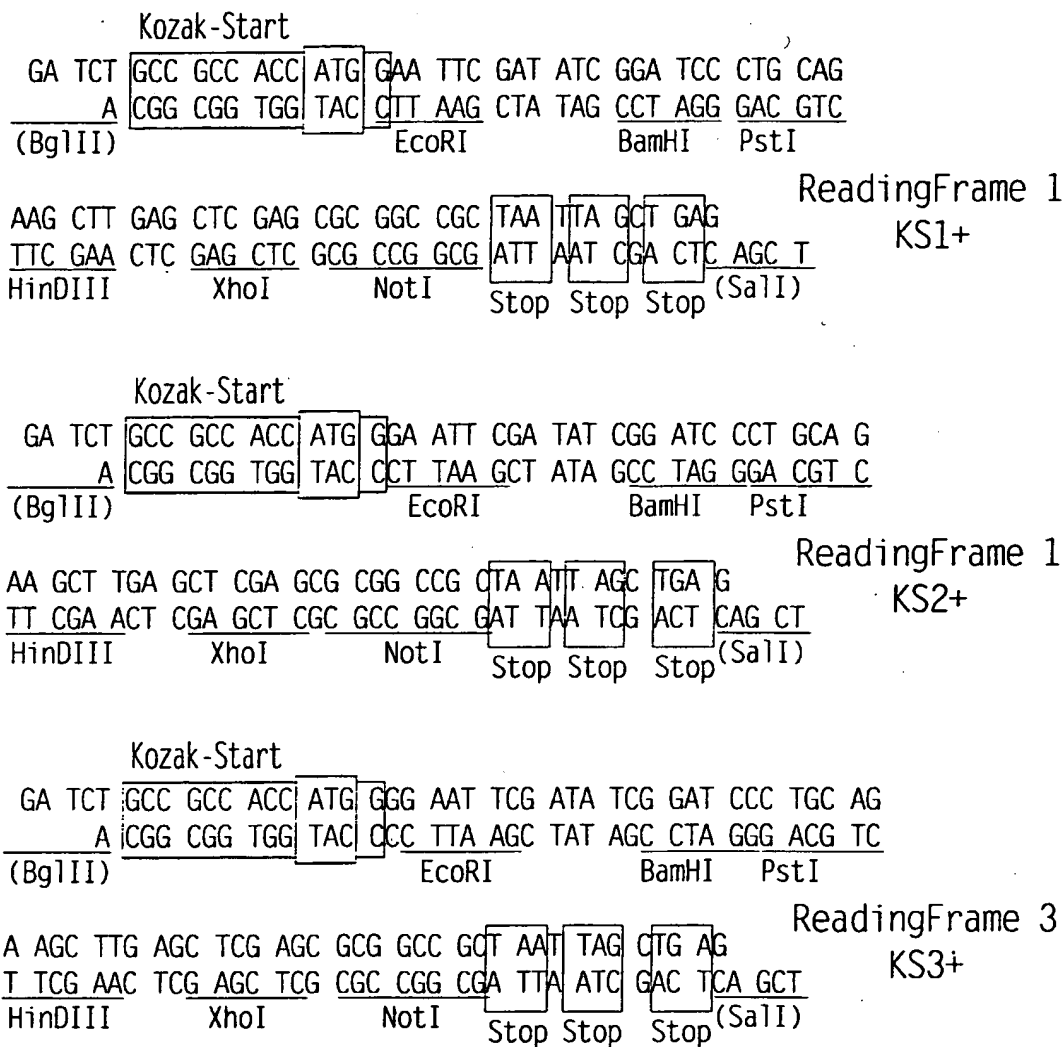 Kozak-Start
GA TCT GCC GCC ACC ATG GAA TTC GAT ATC GGA TCC CTG CAG
A CGG CGG TGG TAC CTT AAG CTA TAG CCT AGG GAC GTC
(BglII) EcoRI BamHI PstI
ReadingFrame 1
KS1+
AAG CTT GAG CTC GAG CGC GGC CGC TAA TTA GCT GAG
TTC GAA CTC GAG CTC GCG CCG GCG ATT AAT CGA CTC AGC T
HinDIII XhoI NotI Stop Stop Stop (SalI)
Kozak-Start
GA TCT GCC GCC ACC ATG GGA ATT CGA TAT CGG ATC CCT GCA G
A CGG CGG TGG TAC CCT TAA GCT ATA GCC TAG GGA CGT C
(BglII) EcoRI BamHI PstI
ReadingFrame 1
KS2+
AA GCT TGA GCT CGA GCG CGG CCG CTA ATT AGC TGA G
TT CGA ACT CGA GCT CGC GCC GGC GAT TAA TCG ACT CAG CT
HinDIII XhoI NotI Stop Stop Stop (SalI)
Kozak-Start
GA TCT GCC GCC ACC ATG GGG AAT TCG ATA TCG GAT CCC TGC AG
A CGG CGG TGG TAC CCC TTA AGC TAT AGC CTA GGG ACG TC
(BglII) EcoRI BamHI PstI
ReadingFrame 3
KS3+
A AGC TTG AGC TCG AGC GCG GCC GCT AAT TAG CTG AG
T TCG AAC TCG AGC TCG CGC CGG CGA TTA ATC GAC TCA GCT
HinDIII XhoI NotI Stop Stop Stop (SalI)